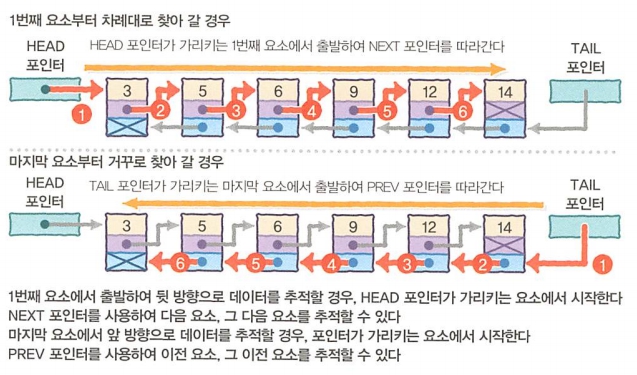 1번째 요소부터 차례대로 찾아 갈 경우
HEAD 포인터
HEAD 포인터가 가리키는 1번째 요소에서 출발하여 NEXT 포인터를 따라간다
TAIL 포인터
3 5 6 9 12 14
1 2 3 4 5 6
마지막 요소부터 거꾸로 찾아 갈 경우
HEAD 포인터
TAIL 포인터가 가리키는 마지막 요소에서 출발하여 PREV 포인터를 따라간다
TAIL 포인터
3 5 6 9 12 14
6 5 4 3 2 1
1번째 요소에서 출발하여 뒷 방향으로 데이터를 추적할 경우, HEAD 포인터가 가리키는 요소에서 시작한다
NEXT 포인터를 사용하여 다음 요소, 그 다음 요소를 추적할 수 있다
마지막 요소에서 앞 방향으로 데이터를 추적할 경우, 포인터가 가리키는 요소에서 시작한다
PREV 포인터를 사용하여 이전 요소, 그 이전 요소를 추적할 수 있다